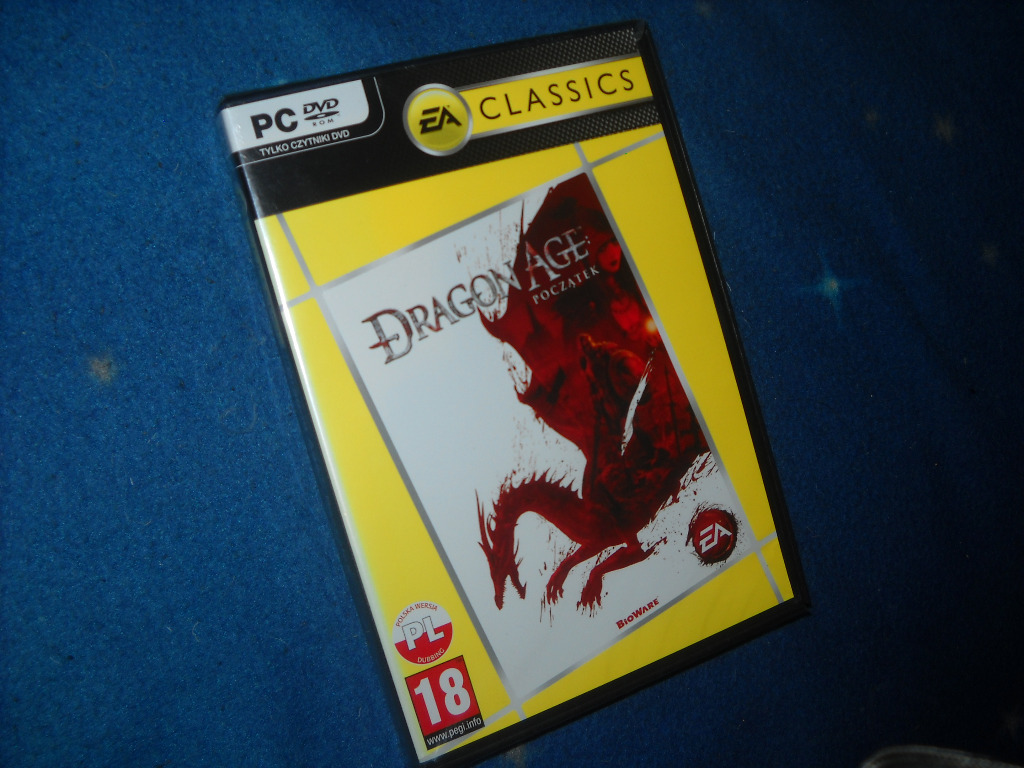 PC DVD ROM
TYLKO CZYTNIKI DVD
EA CLASSICS
DRAGON AGE
POCZĄTEK
EA
BIOWARE
POLSKA WERSJA
PL
DUBBING
18
www.pegi.info